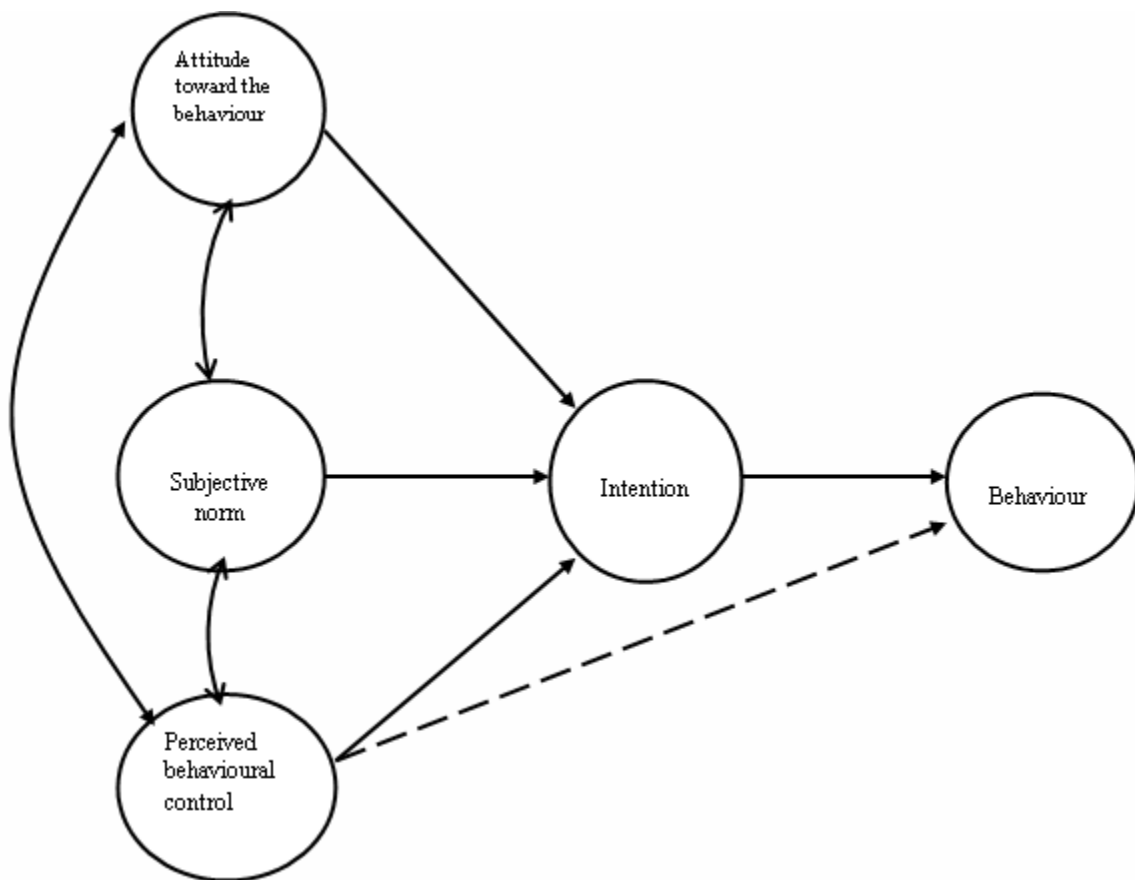 Attitude
toward the
behaviour
Subjective
norm
Intention
Behaviour
Perceived
behavioural
control